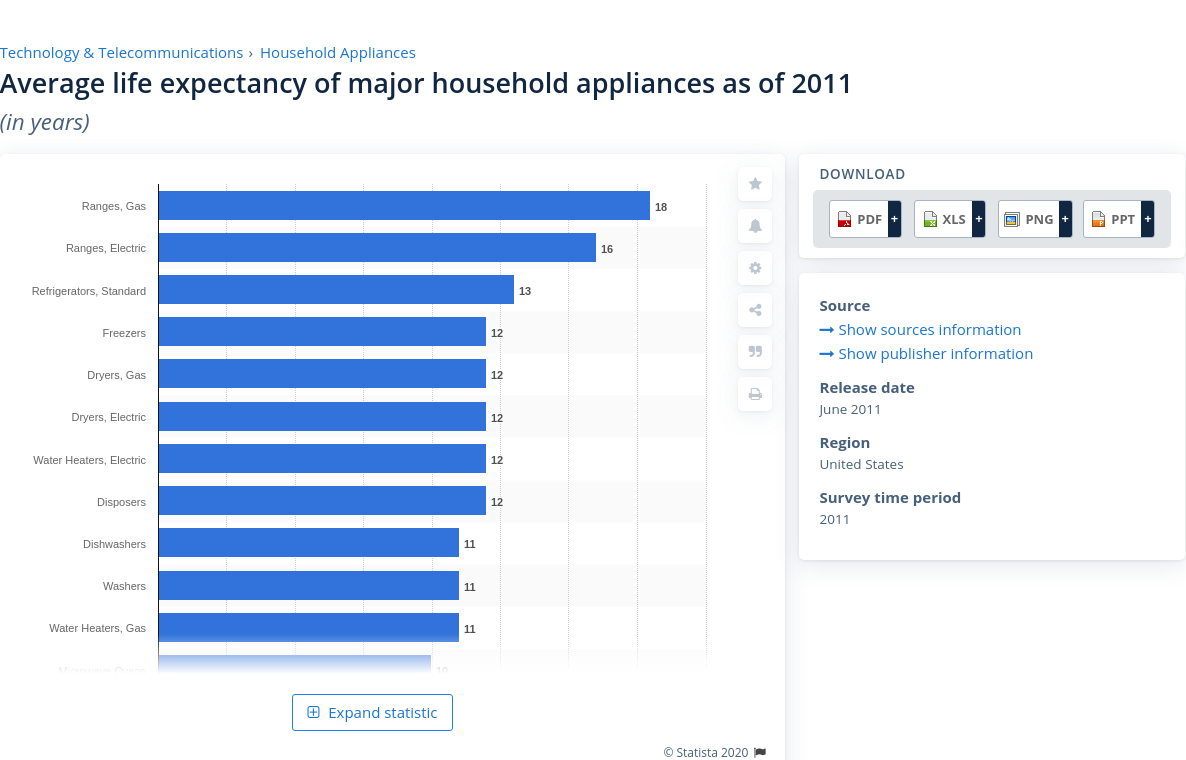 Technology & Telecommunications › Household Appliances
Average life expectancy of major household appliances as of 2011
(in years)
Ranges, Gas 18
Ranges, Electric 16
Refrigerators, Standard 13
Freezers 12
Dryers, Gas 12
Dryers, Electric 12
Water Heaters, Electric 12
Disposers 12
Dishwashers 11
Washers 11
Water Heaters, Gas 11
Microwave Ovens 10
Expand statistic
© Statista 2020
DOWNLOAD
PDF + XLS + PNG + PPT +
Source
Show sources information
Show publisher information
Release date
June 2011
Region
United States
Survey time period
2011